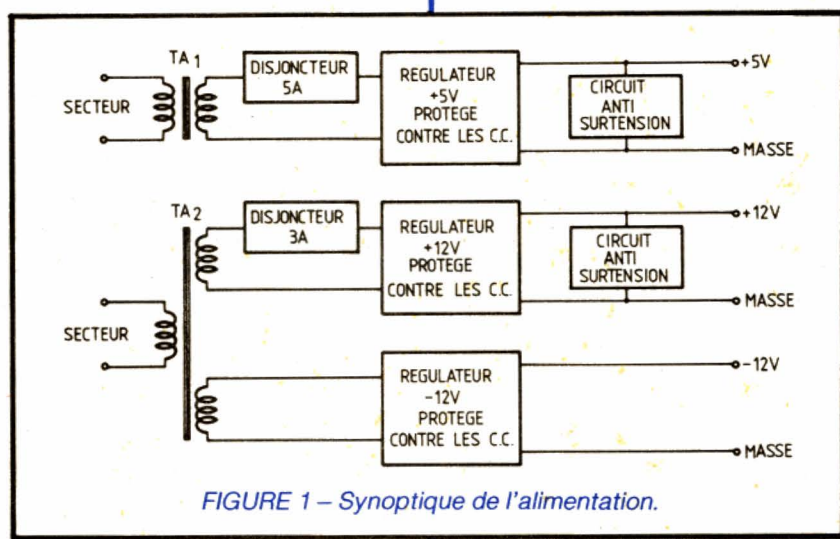 TA 1
SECTEUR
DISJONCTEUR
5A
REGULATEUR
+5V
PROTEGE
CONTRE LES C.C.
CIRCUIT
ANTI
SURTENSION
+5V
MASSE
TA 2
SECTEUR
DISJONCTEUR
3A
REGULATEUR
+12V
PROTEGE
CONTRE LES C.C.
CIRCUIT
ANTI
SURTENSION
+12V
MASSE
REGULATEUR
-12V
PROTEGE
CONTRE LES C.C.
-12V
MASSE
FIGURE 1 – Synoptique de l'alimentation.